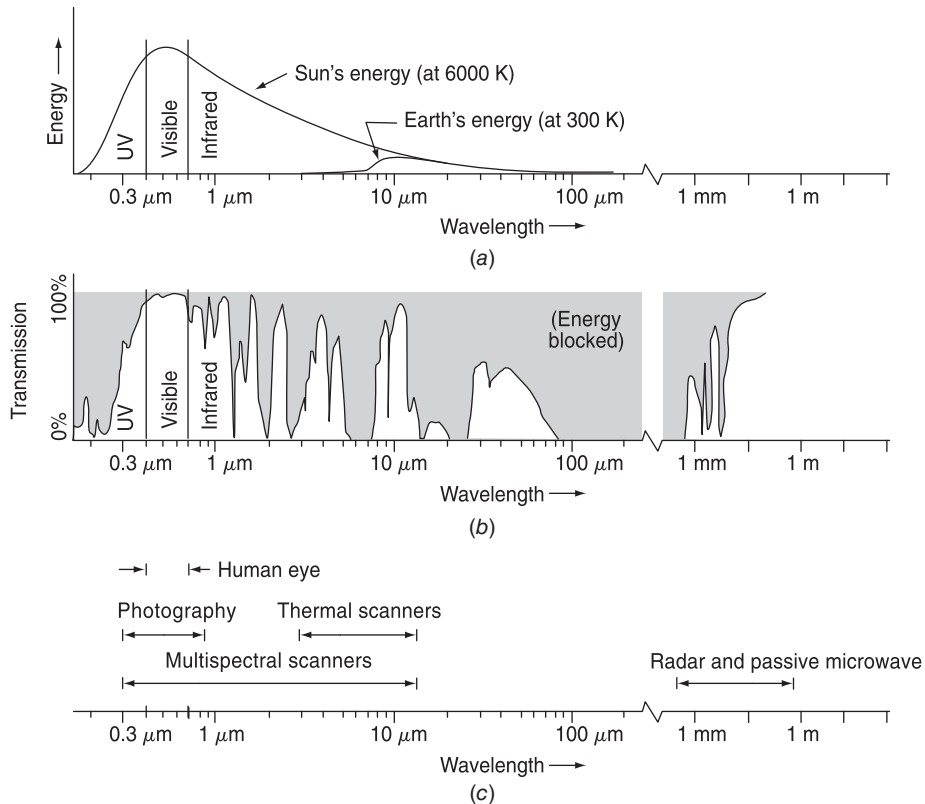 Energy
UV
Visible
Infrared
Sun's energy (at 6000 K)
Earth's energy (at 300 K)
0.3 μm 1 μm 10 μm 100 μm 1 mm 1 m
Wavelength
(a)
Transmission
0% 100%
UV
Visible
Infrared
(Energy
blocked)
0.3 μm 1 μm 10 μm 100 μm 1 mm 1 m
Wavelength
(b)
Human eye
Photography Thermal scanners
Multispectral scanners Radar and passive microwave
0.3 μm 1 μm 10 μm 100 μm 1 mm 1 m
Wavelength
(c)